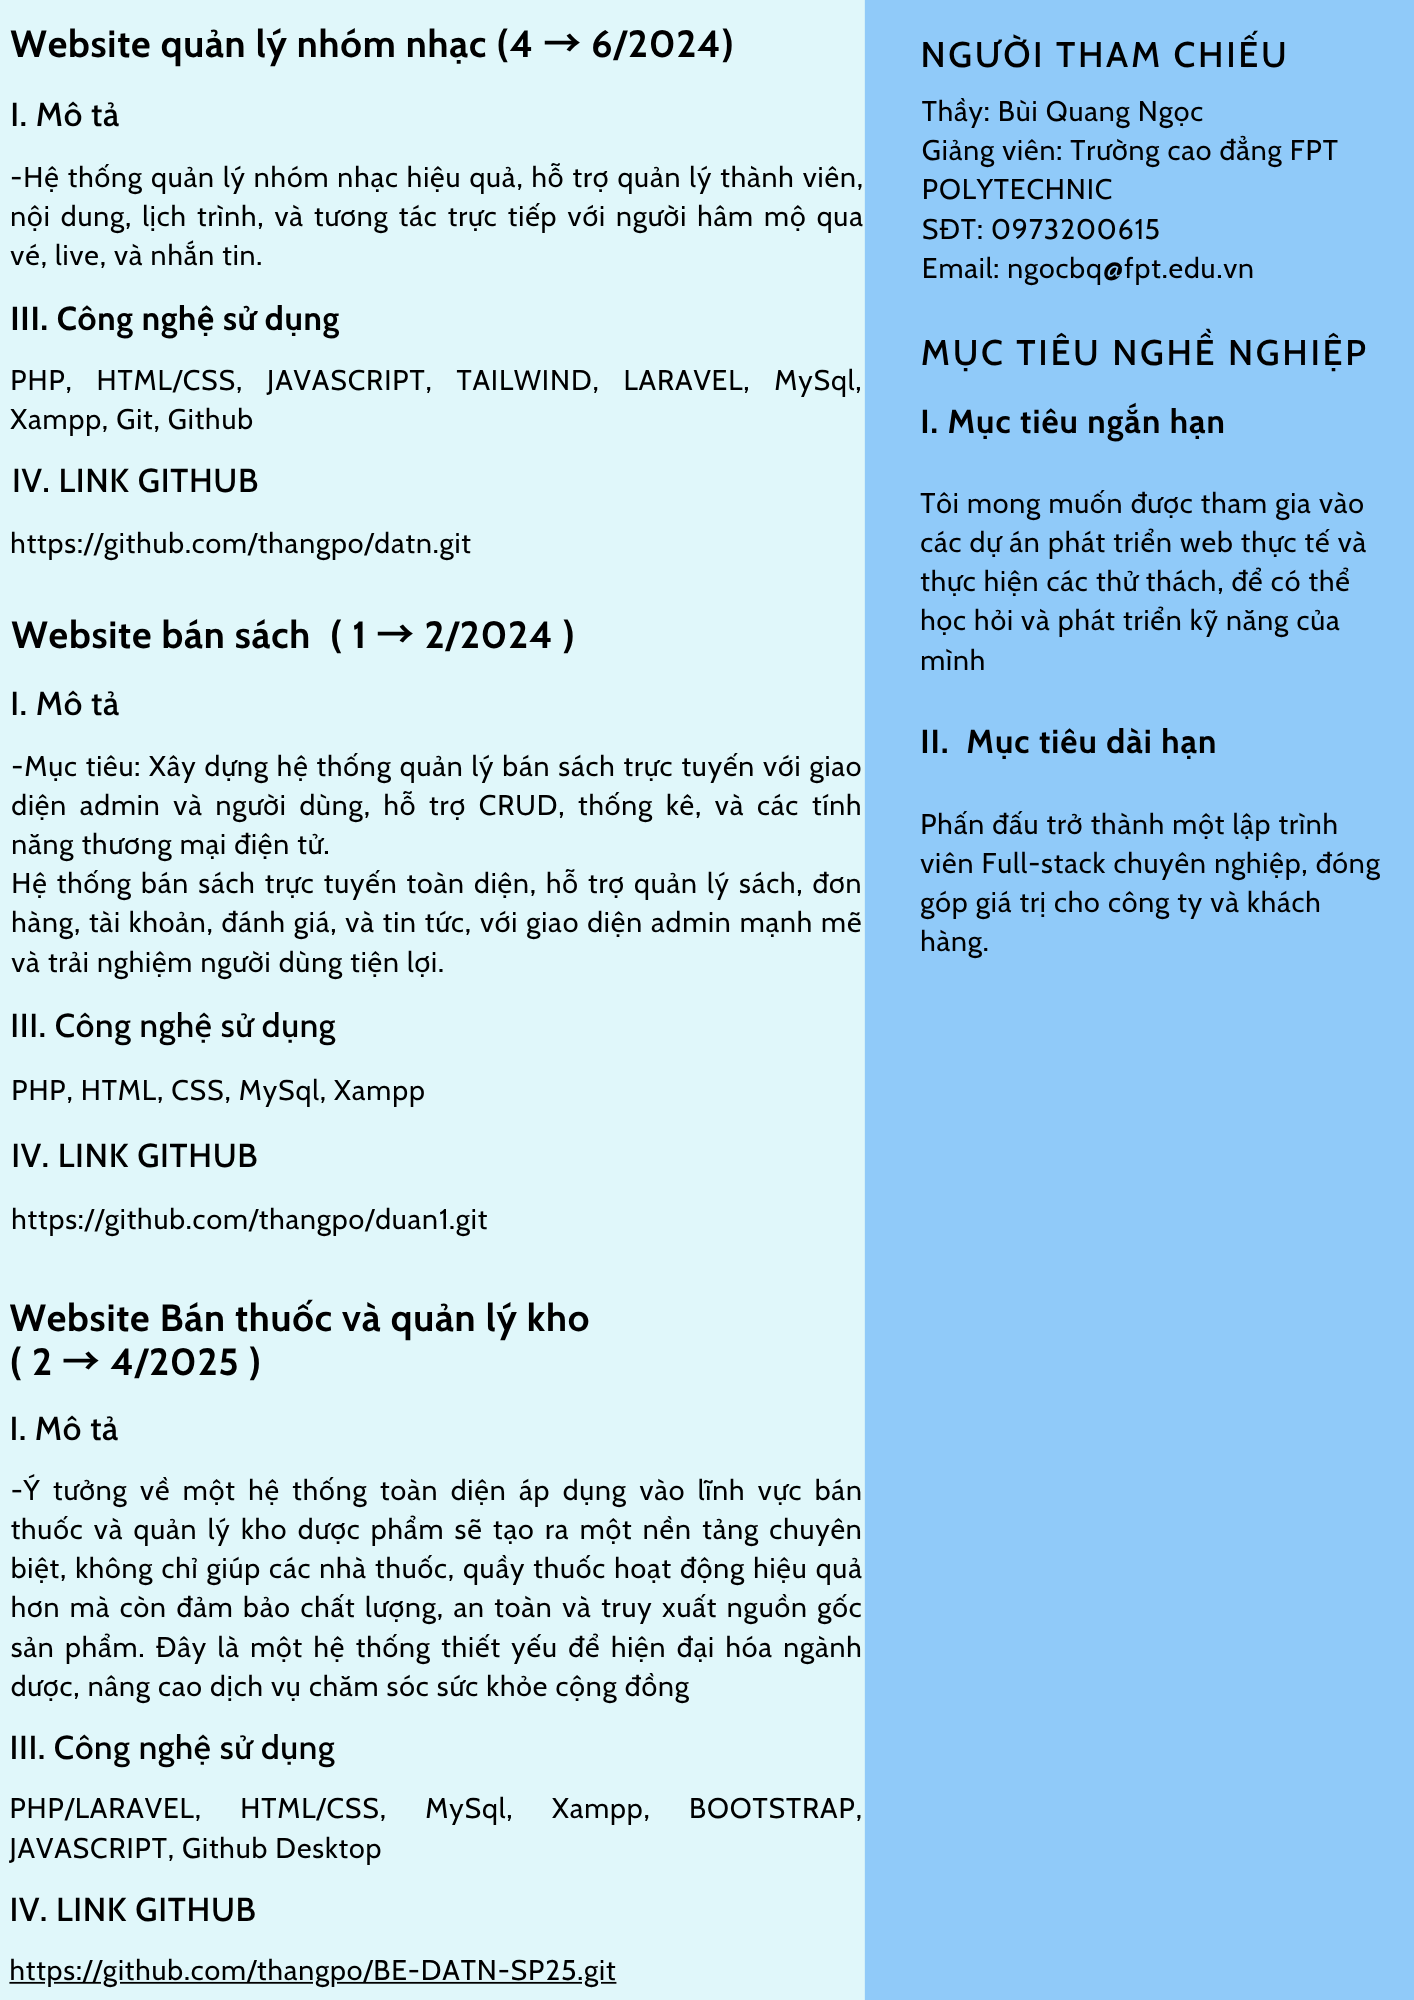 Website quản lý nhóm nhạc (4 → 6/2024)
I. Mô tả
-Hệ thống quản lý nhóm nhạc hiệu quả, hỗ trợ quản lý thành viên,
nội dung, lịch trình, và tương tác trực tiếp với người hâm mộ qua
vé, live, và nhắn tin.
III. Công nghệ sử dụng
PHP, HTML/CSS, JAVASCRIPT, TAILWIND, LARAVEL, MySql,
Xampp, Git, Github
IV. LINK GITHUB
https://github.com/thangpo/datn.git
Website bán sách ( 1 → 2/2024 )
I. Mô tả
-Mục tiêu: Xây dựng hệ thống quản lý bán sách trực tuyến với giao
diện admin và người dùng, hỗ trợ CRUD, thống kê, và các tính
năng thương mại điện tử.
Hệ thống bán sách trực tuyến toàn diện, hỗ trợ quản lý sách, đơn
hàng, tài khoản, đánh giá, và tin tức, với giao diện admin mạnh mẽ
và trải nghiệm người dùng tiện lợi.
III. Công nghệ sử dụng
PHP, HTML, CSS, MySql, Xampp
IV. LINK GITHUB
https://github.com/thangpo/duan1.git
Website Bán thuốc và quản lý kho
( 2 → 4/2025 )
I. Mô tả
-Ý tưởng về một hệ thống toàn diện áp dụng vào lĩnh vực bán
thuốc và quản lý kho dược phẩm sẽ tạo ra một nền tảng chuyên
biệt, không chỉ giúp các nhà thuốc, quầy thuốc hoạt động hiệu quả
hơn mà còn đảm bảo chất lượng, an toàn và truy xuất nguồn gốc
sản phẩm. Đây là một hệ thống thiết yếu để hiện đại hóa ngành
dược, nâng cao dịch vụ chăm sóc sức khỏe cộng đồng
III. Công nghệ sử dụng
PHP/LARAVEL, HTML/CSS, MySql, Xampp, BOOTSTRAP,
JAVASCRIPT, Github Desktop
IV. LINK GITHUB
https://github.com/thangpo/BE-DATN-SP25.git
NGƯỜI THAM CHIẾU
Thầy: Bùi Quang Ngọc
Giảng viên: Trường cao đẳng FPT
POLYTECHNIC
SĐT: 0973200615
Email: ngocbq@fpt.edu.vn
MỤC TIÊU NGHỀ NGHIỆP
I. Mục tiêu ngắn hạn
Tôi mong muốn được tham gia vào
các dự án phát triển web thực tế và
thực hiện các thử thách, để có thể
học hỏi và phát triển kỹ năng của
mình
II. Mục tiêu dài hạn
Phấn đấu trở thành một lập trình
viên Full-stack chuyên nghiệp, đóng
góp giá trị cho công ty và khách
hàng.